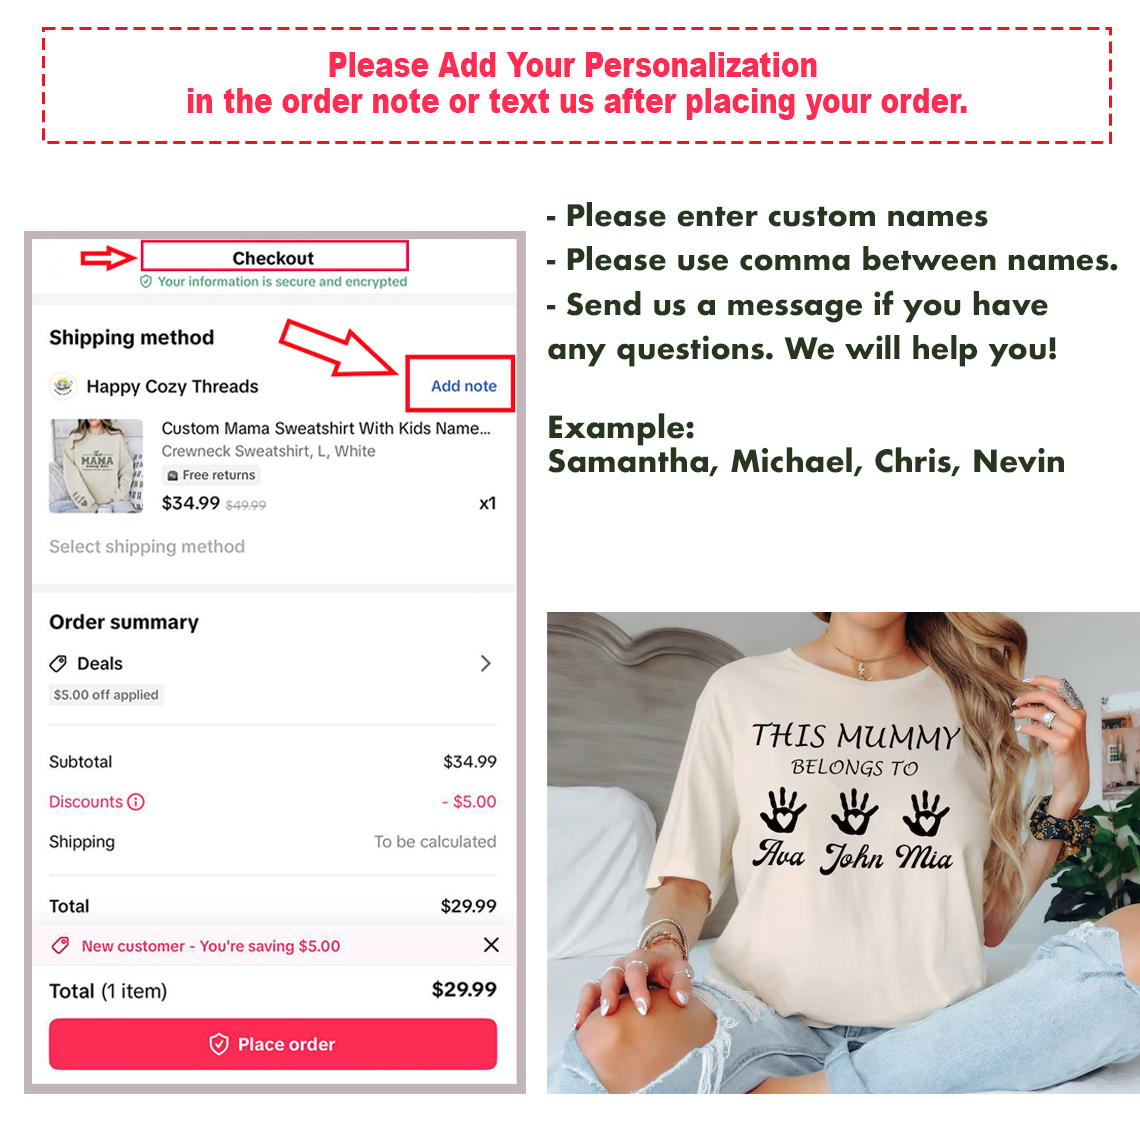 Please Add Your Personalization
in the order note or text us after placing your order.
Checkout
Your information is secure and encrypted
Shipping method
Happy Cozy Threads
Add note
Custom Mama Sweatshirt With Kids Name...
Crewneck Sweatshirt, L, White
Free returns
$34.99 $49.99
x1
MAMA
Select shipping method
Order summary
Deals
$5.00 off applied
Subtotal
$34.99
Discounts
- $5.00
Shipping
To be calculated
Total
$29.99
New customer - You're saving $5.00
Total (1 item)
$29.99
Place order
- Please enter custom names
- Please use comma between names.
- Send us a message if you have
any questions. We will help you!
Example:
Samantha, Michael, Chris, Nevin
THIS MUMMY
BELONGS TO
Ava John Mia